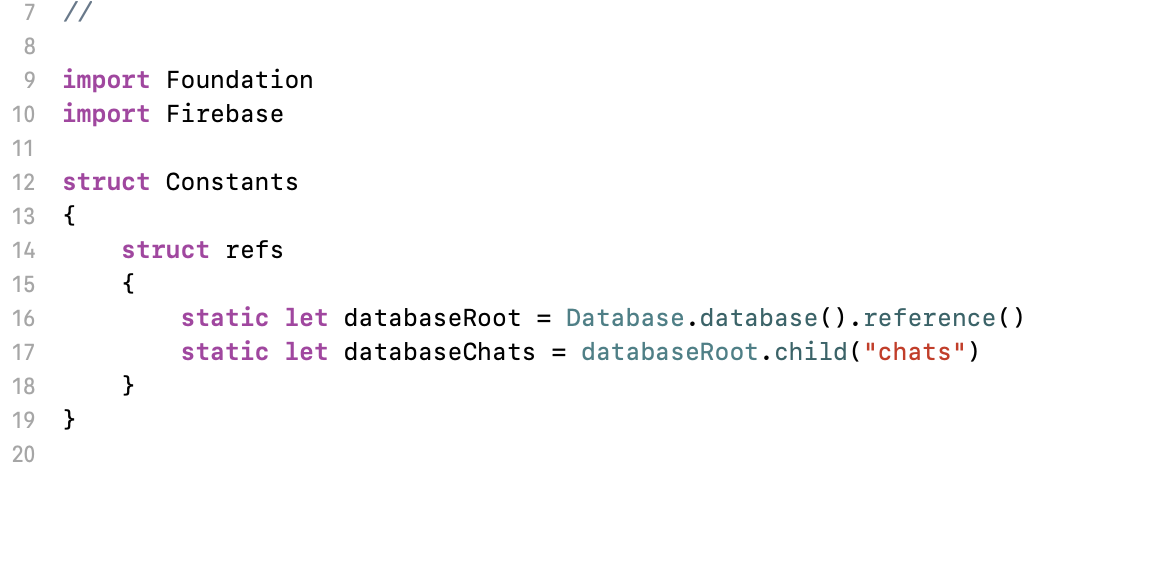 7 //
8
9 import Foundation
10 import Firebase
11
12 struct Constants
13 {
14     struct refs
15     {
16         static let databaseRoot = Database.database().reference()
17         static let databaseChats = databaseRoot.child("chats")
18     }
19 }
20